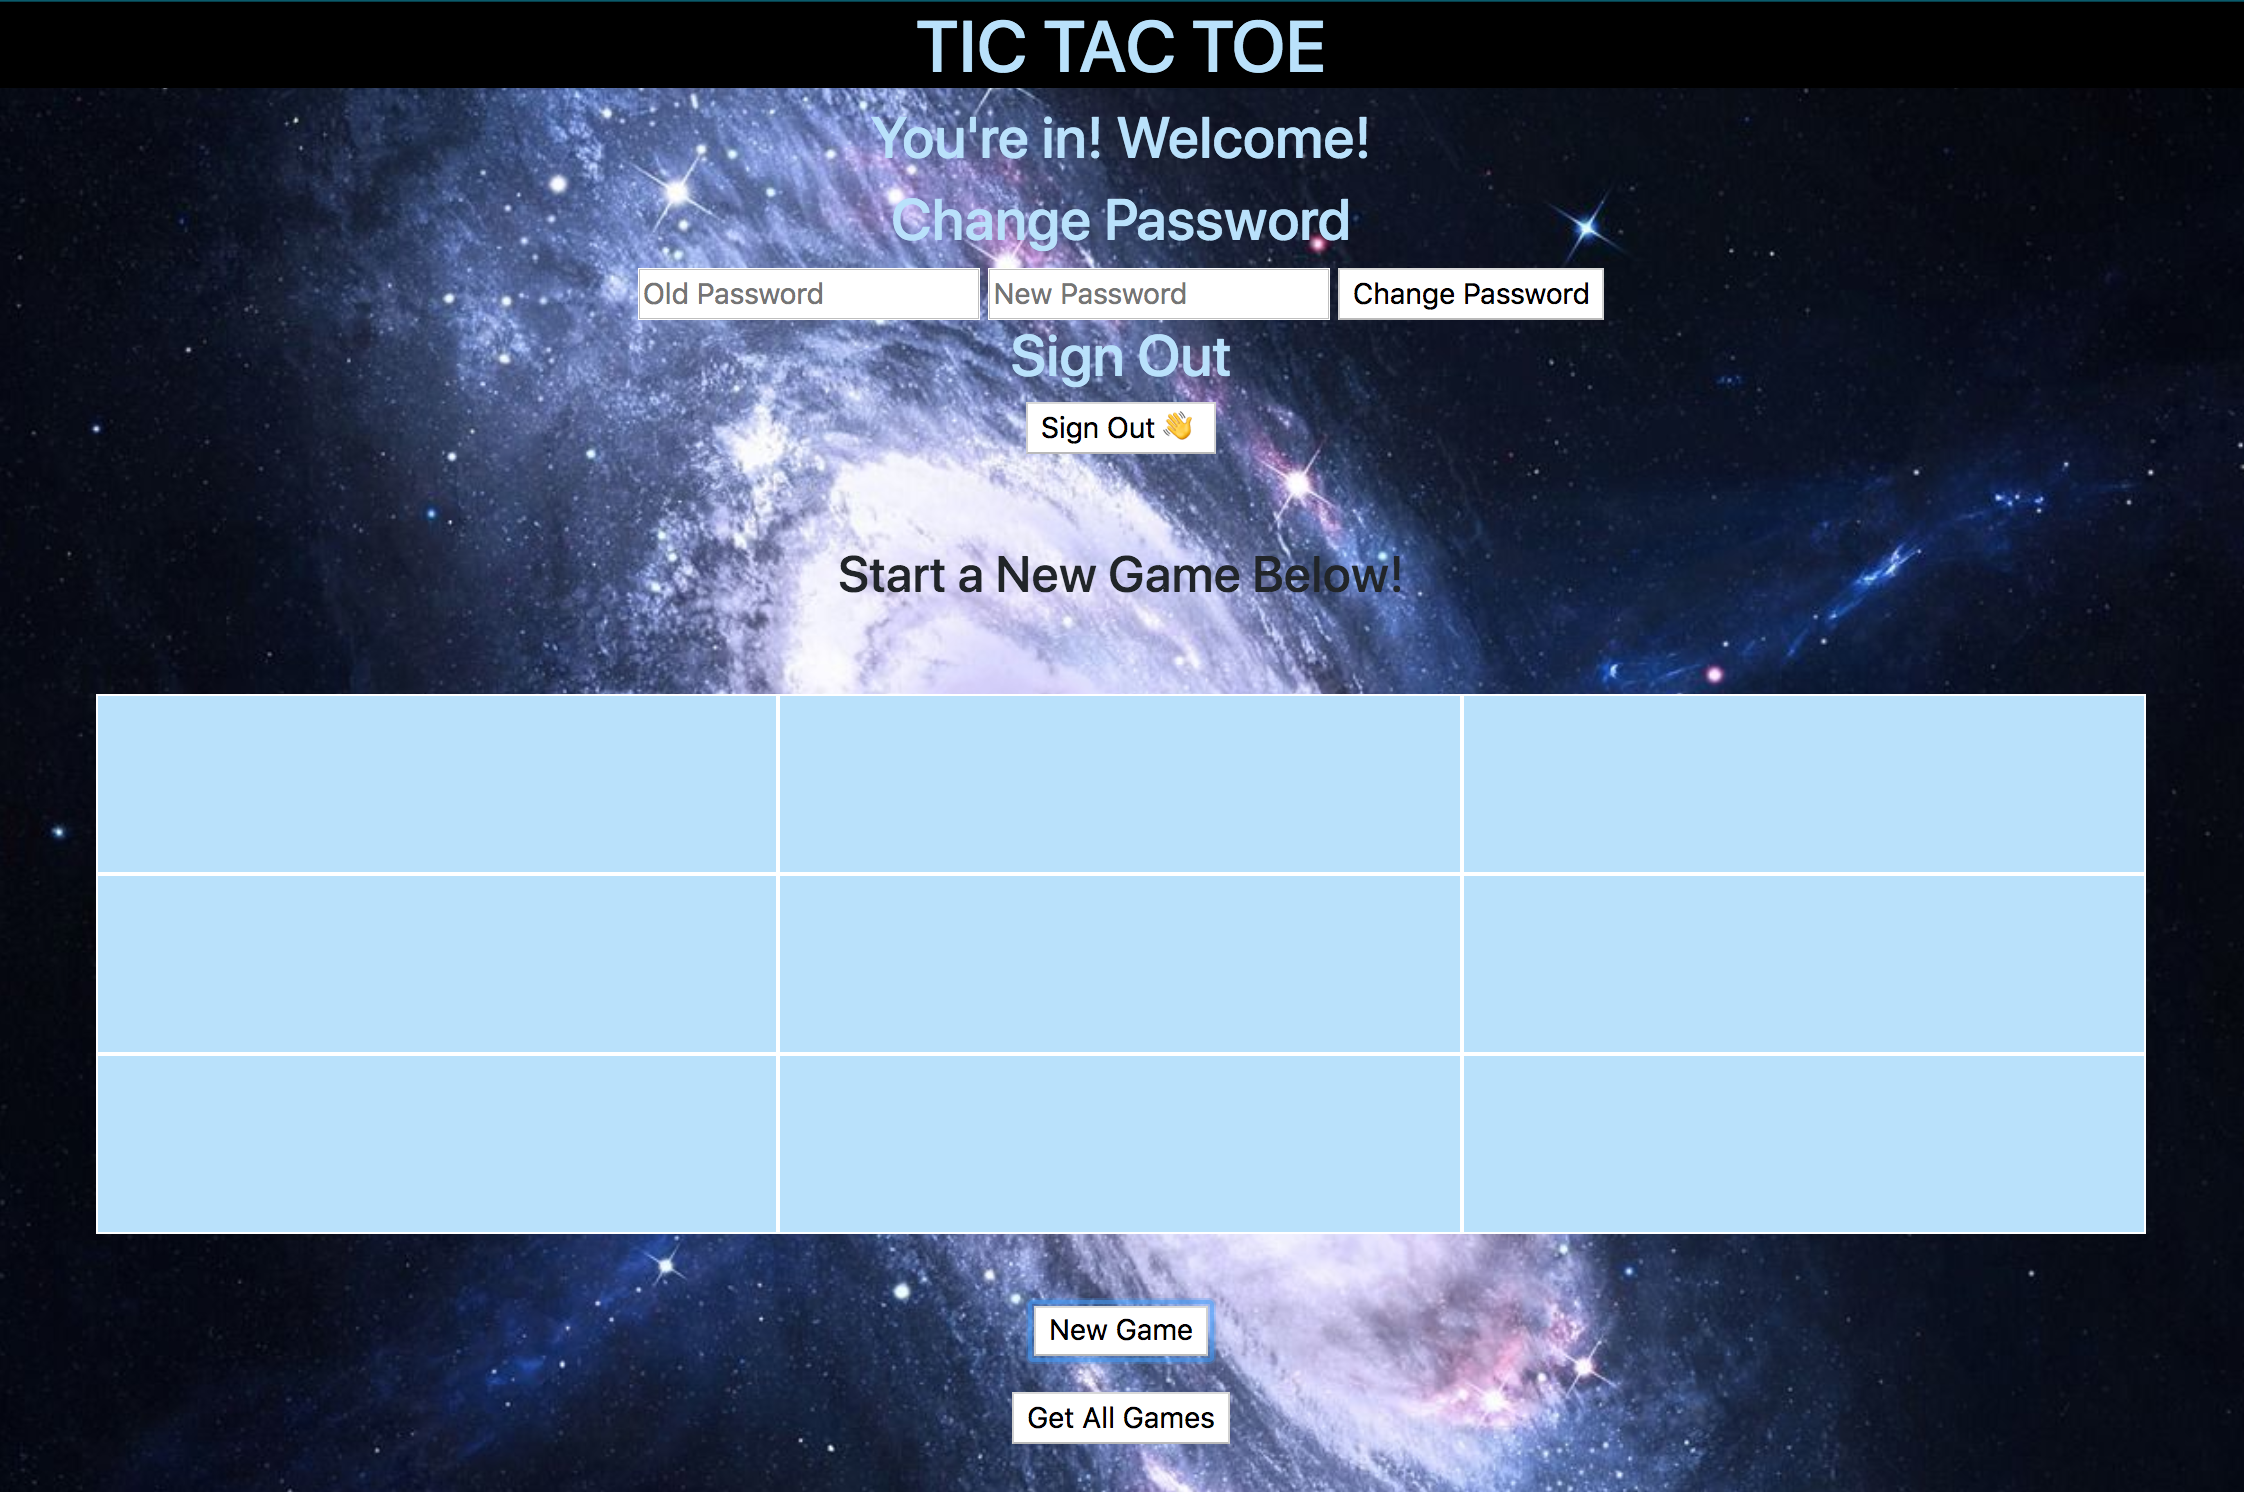 TIC TAC TOE
You're in! Welcome!
Change Password
Old Password New Password Change Password
Sign Out
Sign Out 👋
Start a New Game Below!
New Game
Get All Games